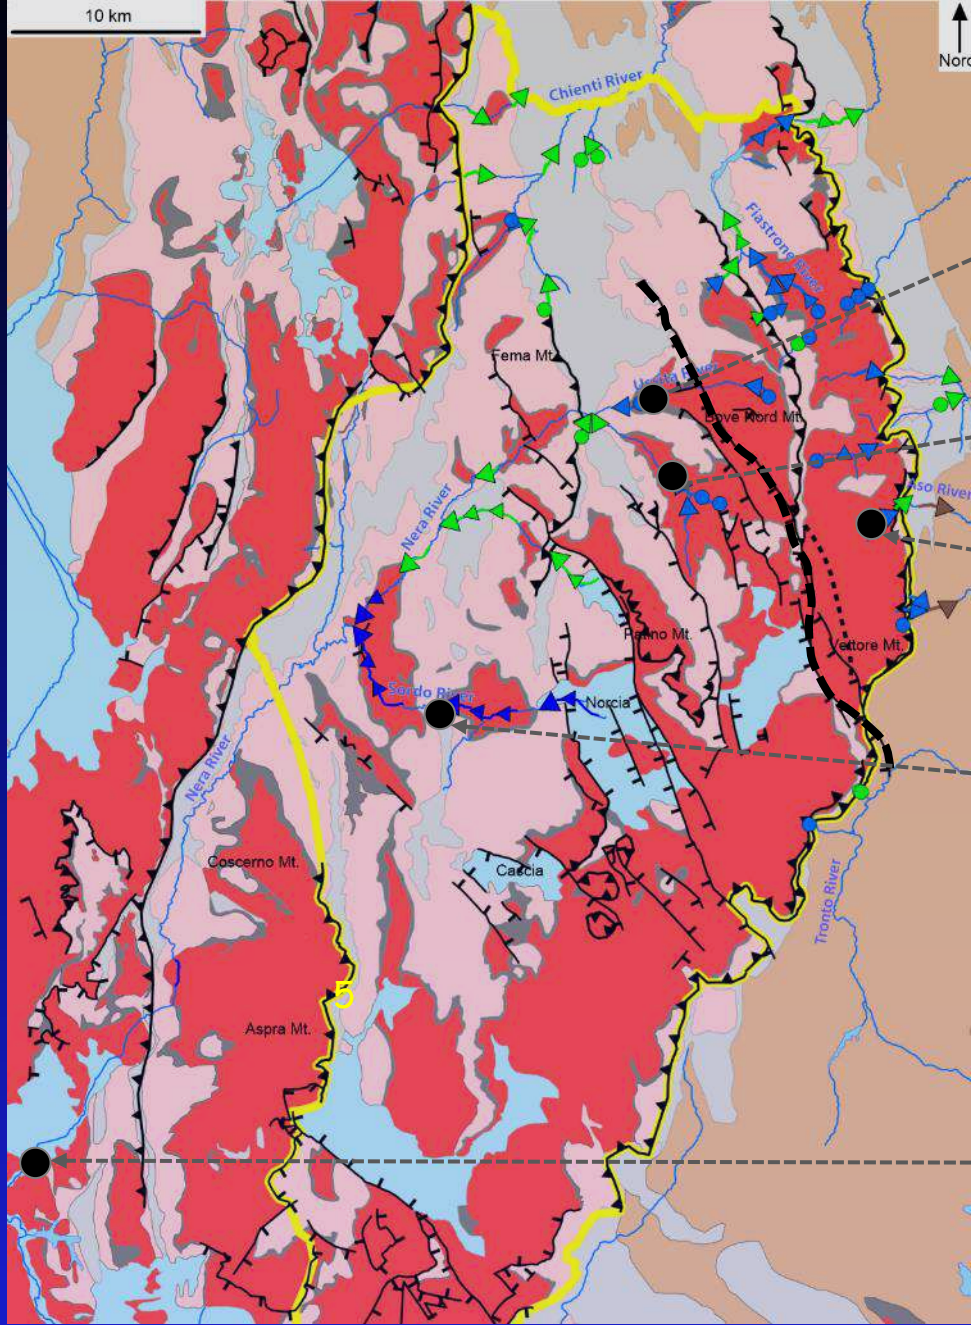 10 km
Nord
Chienti River
Fiastrone River
Fema Mt.
Ussita River
Bove Nord Mt.
Nera River
Aso River
Patino Mt.
Vettore Mt.
Sordo River
Norcia
Nera River
Coscerno Mt.
Cascia
Tronto River
5
Aspra Mt.